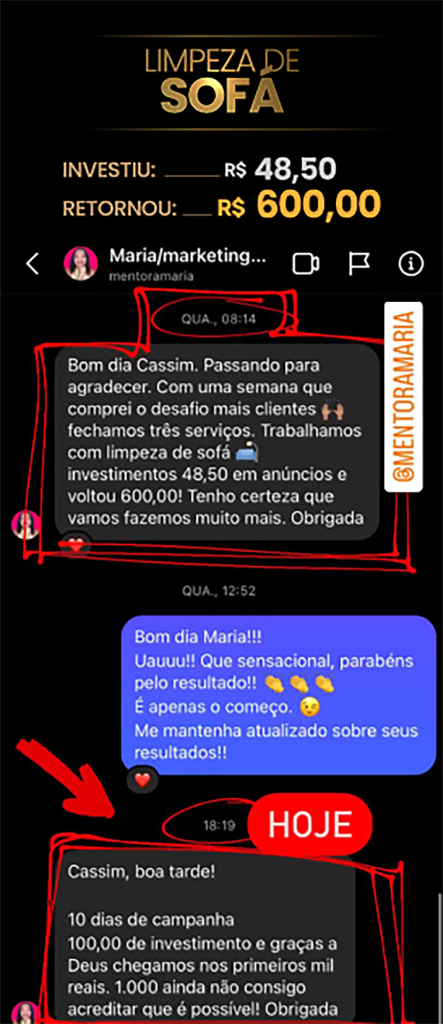 LIMPEZA DE
SOFÁ
INVESTIU: ____ R$ 48,50
RETORNOU: ___ R$ 600,00
Maria/marketing...
mentoramaria
QUA., 08:14
@MENTORAMARIA
Bom dia Cassim. Passando para
agradecer. Com uma semana que
comprei o desafio mais clientes 🙌🏽
fechamos três serviços. Trabalhamos
com limpeza de sofá 🛋️
investimentos 48,50 em anúncios e
voltou 600,00! Tenho certeza que
vamos fazemos muito mais. Obrigada
QUA., 12:52
Bom dia Maria!!!
Uauuu!! Que sensacional, parabéns
pelo resultado!! 👏 👏 👏
É apenas o começo. 😉
Me mantenha atualizado sobre seus
resultados!!
18:19
HOJE
Cassim, boa tarde!
10 dias de campanha
100,00 de investimento e graças a
Deus chegamos nos primeiros mil
reais. 1.000 ainda não consigo
acreditar que é possível! Obrigada